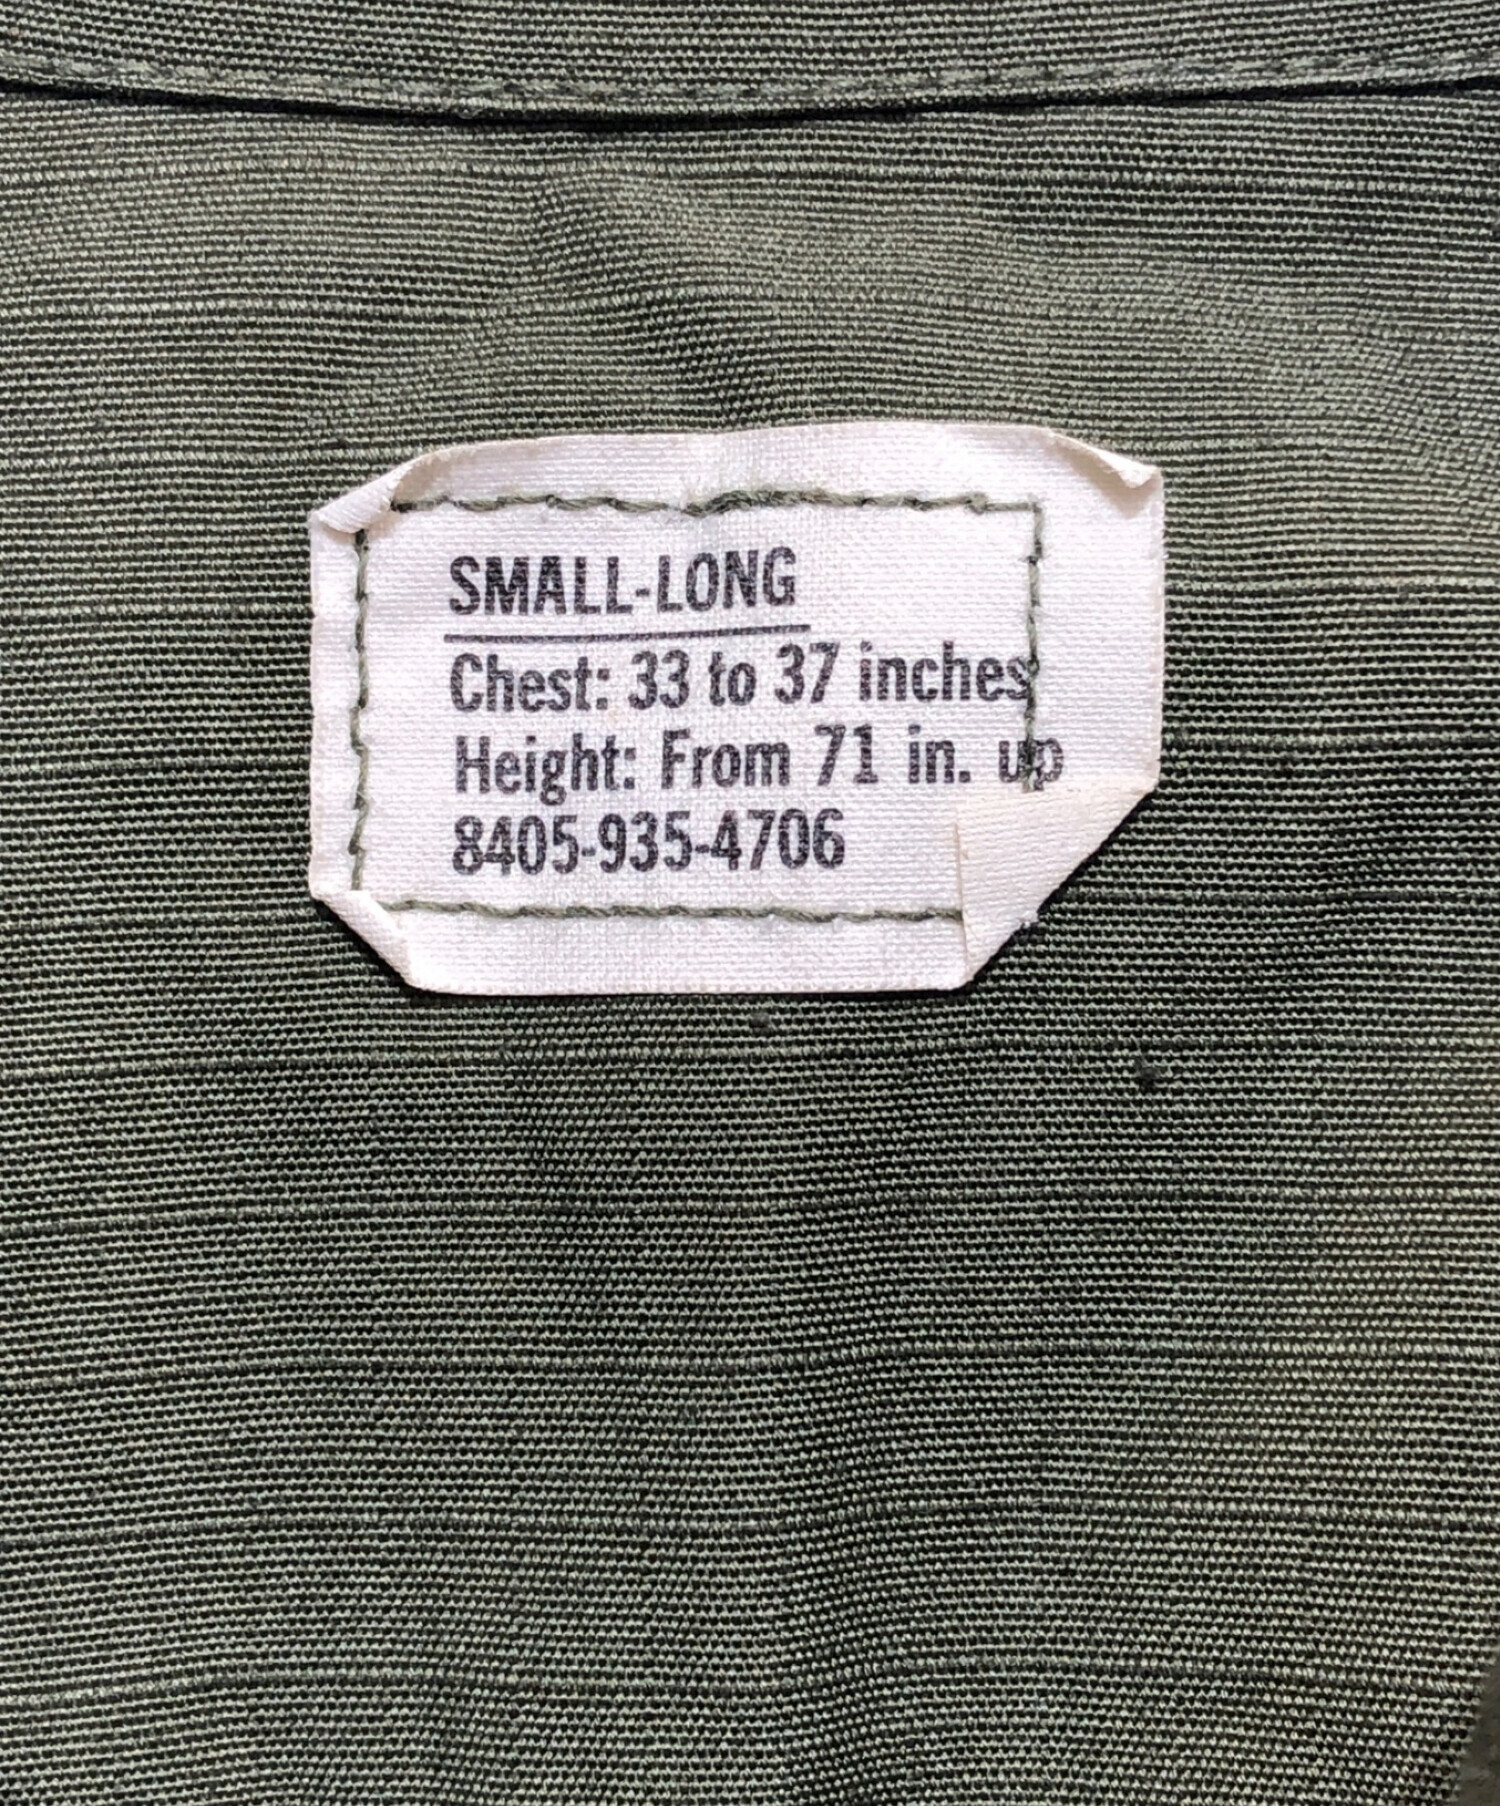 SMALL-LONG
Chest: 33 to 37 inches
Height: From 71 in. up
8405-935-4706